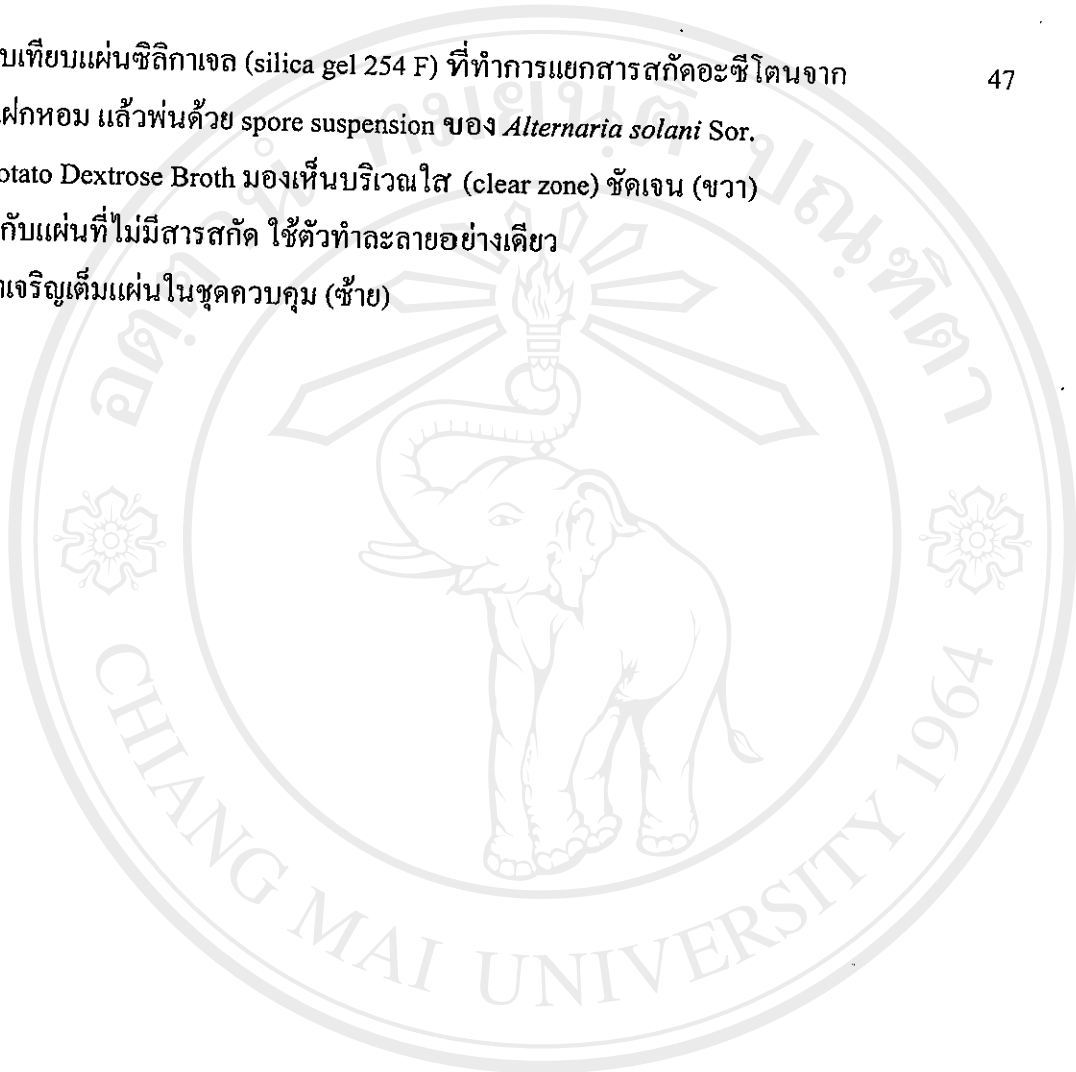 บเทียบแผ่นซิลิกาเจล (silica gel 254 F) ที่ทำการแยกสารสกัดอะซีโตนจาก 47
แฝกหอม แล้วพ่นด้วย spore suspension ของ Alternaria solani Sor.
otato Dextrose Broth มองเห็นบริเวณใส (clear zone) ชัดเจน (ขวา)
กับแผ่นที่ไม่มีสารสกัด ใช้ตัวทำละลายอย่างเดียว
าเจริญเต็มแผ่นในชุดควบคุม (ซ้าย)
CHIANG MAI UNIVERSITY 1964